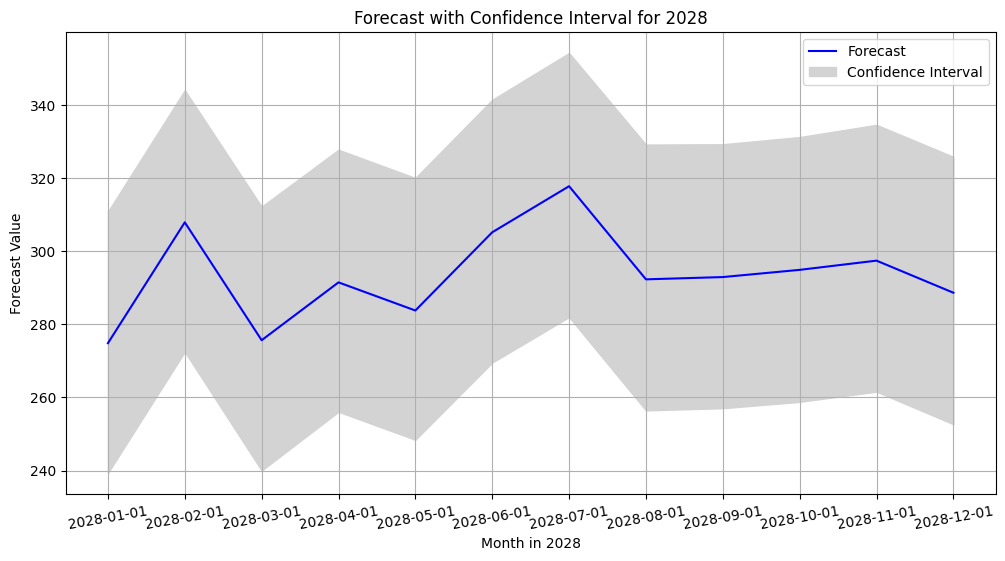 Forecast with Confidence Interval for 2028
Forecast
Confidence Interval
Forecast Value
340
320
300
280
260
240
2028-01-01 2028-02-01 2028-03-01 2028-04-01 2028-05-01 2028-06-01 2028-07-01 2028-08-01 2028-09-01 2028-10-01 2028-11-01 2028-12-01
Month in 2028